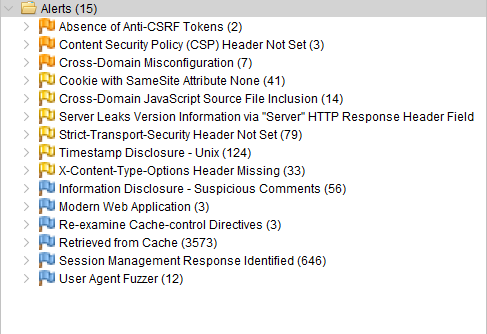 Alerts (15)
Absence of Anti-CSRF Tokens (2)
Content Security Policy (CSP) Header Not Set (3)
Cross-Domain Misconfiguration (7)
Cookie with SameSite Attribute None (41)
Cross-Domain JavaScript Source File Inclusion (14)
Server Leaks Version Information via "Server" HTTP Response Header Field
Strict-Transport-Security Header Not Set (79)
Timestamp Disclosure - Unix (124)
X-Content-Type-Options Header Missing (33)
Information Disclosure - Suspicious Comments (56)
Modern Web Application (3)
Re-examine Cache-control Directives (3)
Retrieved from Cache (3573)
Session Management Response Identified (646)
User Agent Fuzzer (12)